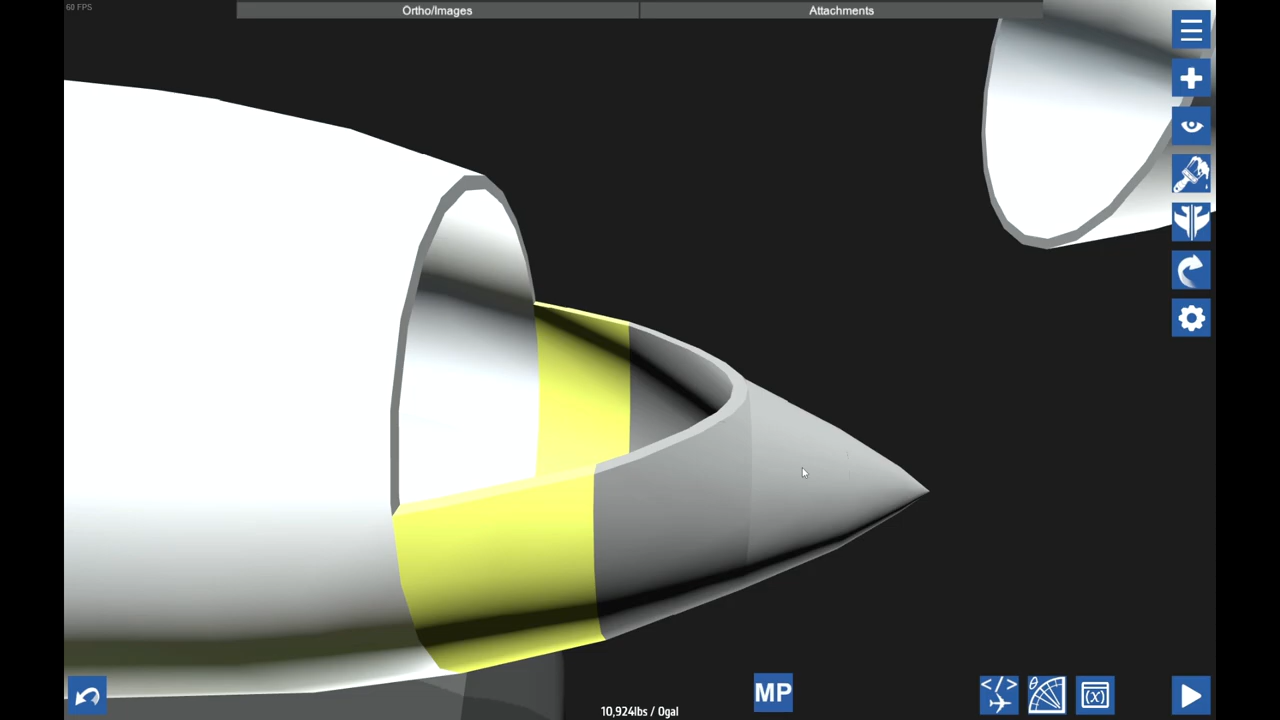 60 FPS
Ortho/Images
Attachments
MP
</>
(x)
10,924lbs / 0gal